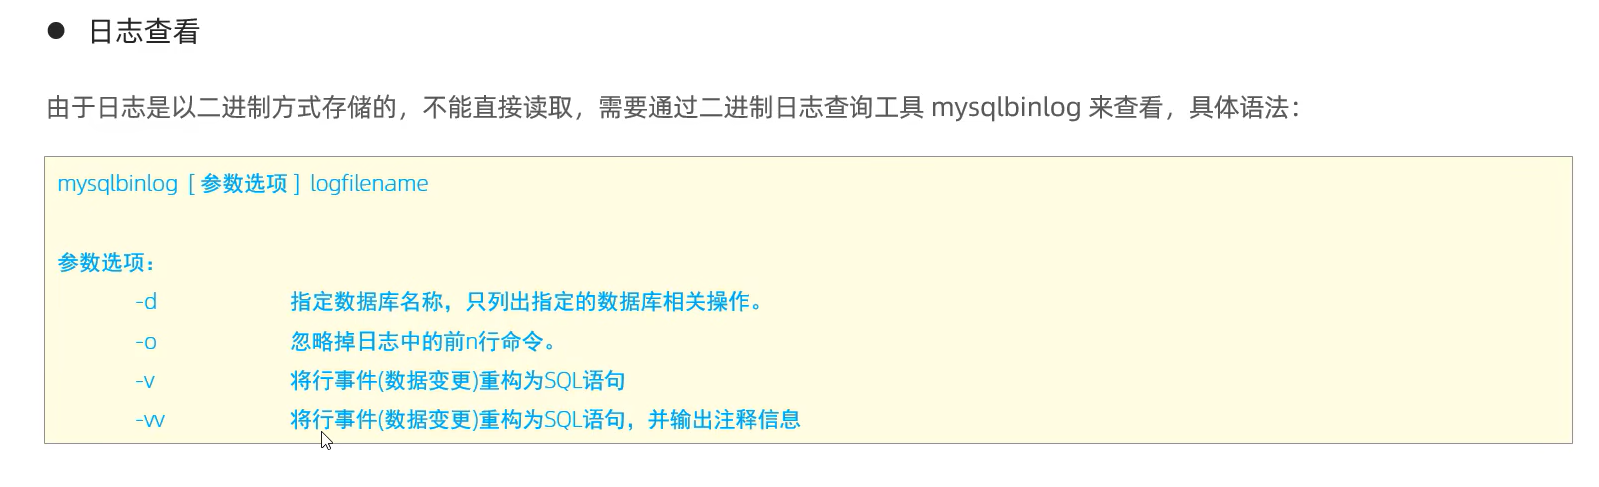 ● 日志查看
由于日志是以二进制方式存储的，不能直接读取，需要通过二进制日志查询工具 mysqlbinlog 来查看，具体语法：
mysqlbinlog [ 参数选项 ] logfilename
参数选项：
-d 指定数据库名称，只列出指定的数据库相关操作。
-o 忽略掉日志中的前n行命令。
-v 将行事件(数据变更)重构为SQL语句
-vv 将行事件(数据变更)重构为SQL语句，并输出注释信息